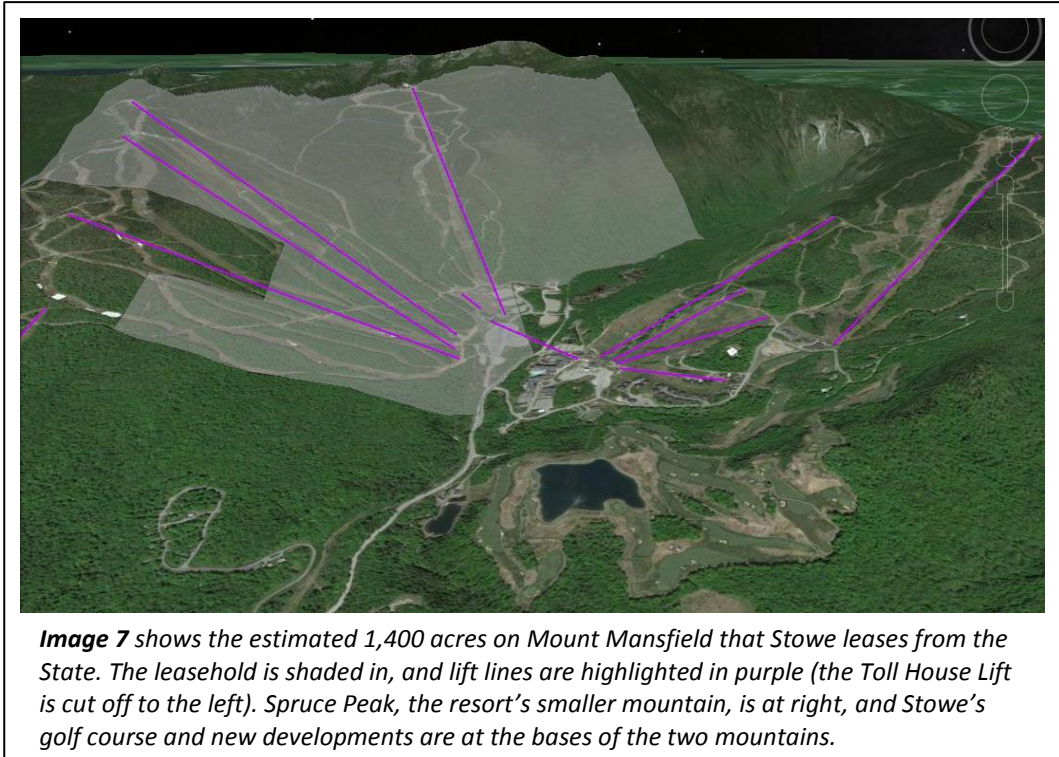 Image 7 shows the estimated 1,400 acres on Mount Mansfield that Stowe leases from the
State. The leasehold is shaded in, and lift lines are highlighted in purple (the Toll House Lift
is cut off to the left). Spruce Peak, the resort’s smaller mountain, is at right, and Stowe’s
golf course and new developments are at the bases of the two mountains.